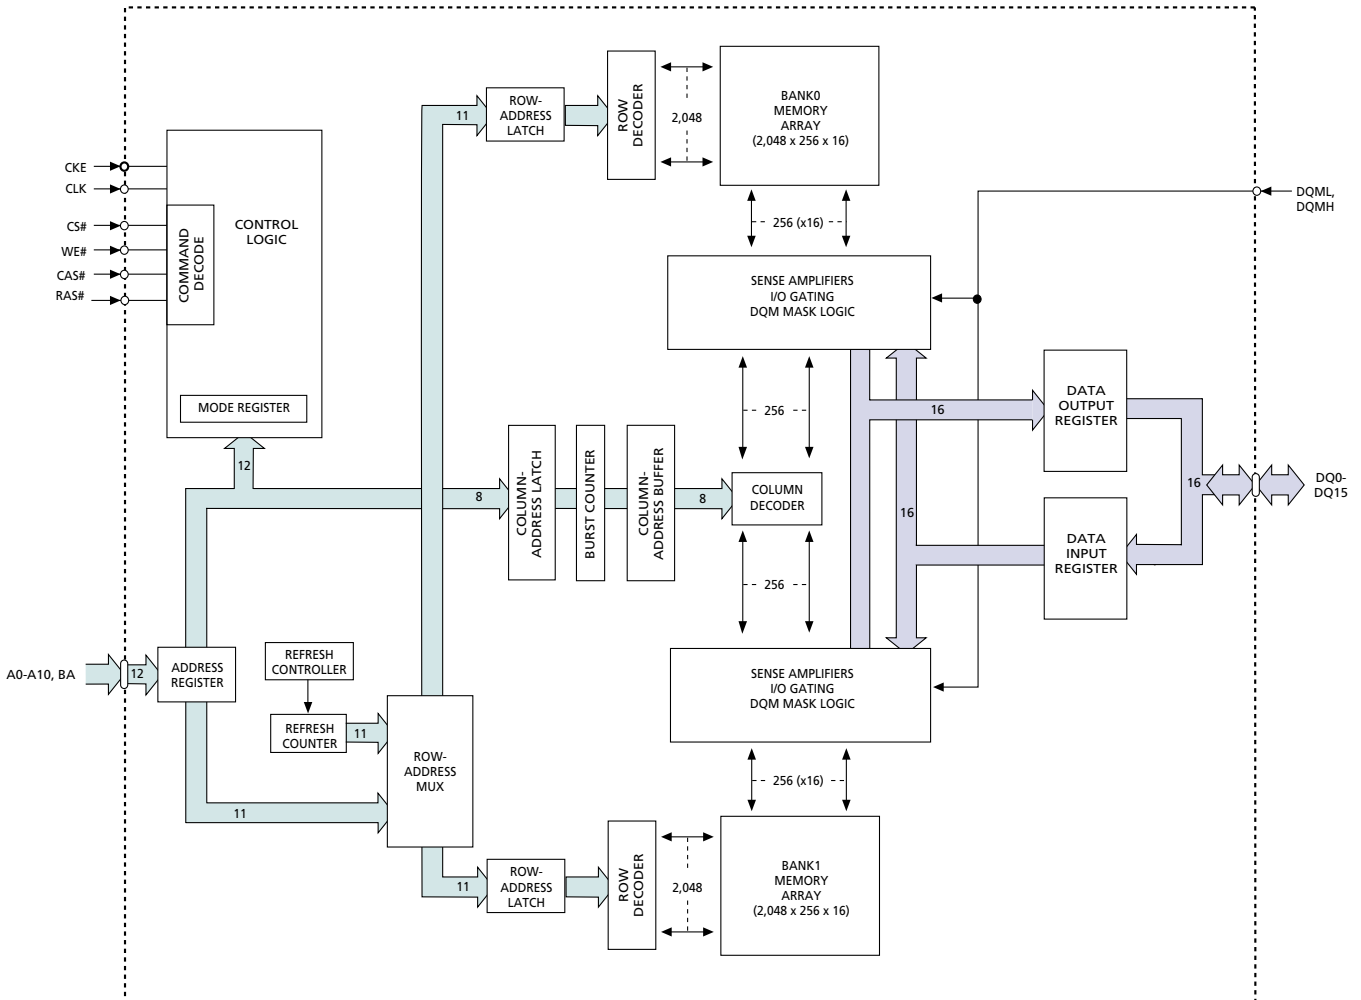 ROW-
ADDRESS
LATCH
11
ROW
DECODER
2,048
BANK0
MEMORY
ARRAY
(2,048 x 256 x 16)
CKE
CLK
CS#
WE#
CAS#
RAS#
COMMAND
DECODE
CONTROL
LOGIC
MODE REGISTER
256 (x16)
DQML,
DQMH
SENSE AMPLIFIERS
I/O GATING
DQM MASK LOGIC
256
16
DATA
OUTPUT
REGISTER
12
8
COLUMN-
ADDRESS LATCH
BURST COUNTER
COLUMN-
ADDRESS BUFFER
8
COLUMN
DECODER
16
16
DQ0-
DQ15
DATA
INPUT
REGISTER
256
A0-A10, BA
12
ADDRESS
REGISTER
REFRESH
CONTROLLER
REFRESH
COUNTER
11
ROW-
ADDRESS
MUX
11
SENSE AMPLIFIERS
I/O GATING
DQM MASK LOGIC
256 (x16)
11
ROW-
ADDRESS
LATCH
ROW
DECODER
2,048
BANK1
MEMORY
ARRAY
(2,048 x 256 x 16)